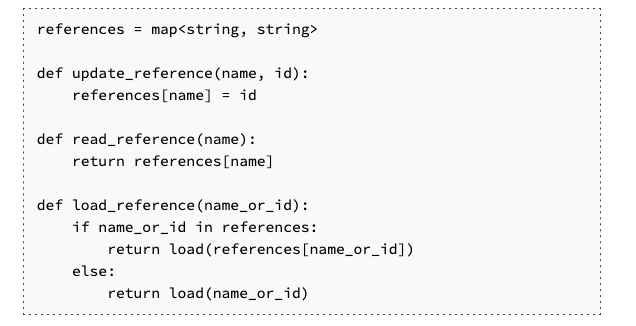 references = map<string, string>

def update_reference(name, id):
    references[name] = id

def read_reference(name):
    return references[name]

def load_reference(name_or_id):
    if name_or_id in references:
        return load(references[name_or_id])
    else:
        return load(name_or_id)